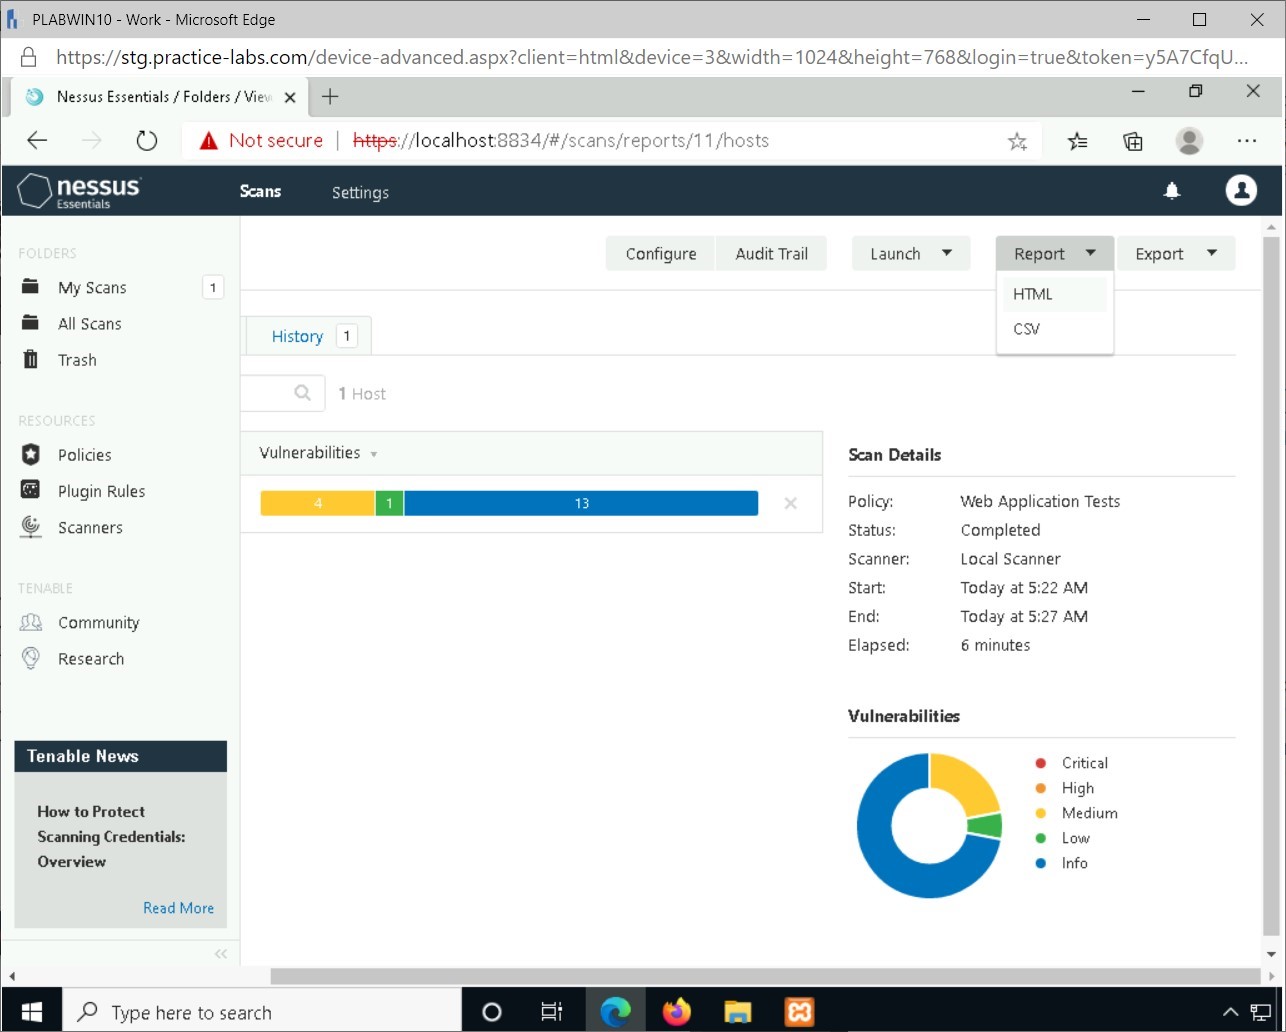 PLABWIN10 - Work - Microsoft Edge
https://stg.practice-labs.com/device-advanced.aspx?client=html&device=3&width=1024&height=768&login=true&token=y5A7CfqU...
Nessus Essentials / Folders / View
Not secure | https://localhost:8834/#/scans/reports/11/hosts
nessus
Essentials
Scans
Settings
FOLDERS
My Scans 1
All Scans
Trash
RESOURCES
Policies
Plugin Rules
Scanners
TENABLE
Community
Research
Tenable News
How to Protect
Scanning Credentials:
Overview
Read More
Configure
Audit Trail
Launch
Report
Export
HTML
CSV
History 1
1 Host
Vulnerabilities
4 1 13
Scan Details
Policy: Web Application Tests
Status: Completed
Scanner: Local Scanner
Start: Today at 5:22 AM
End: Today at 5:27 AM
Elapsed: 6 minutes
Vulnerabilities
Critical
High
Medium
Low
Info
Type here to search